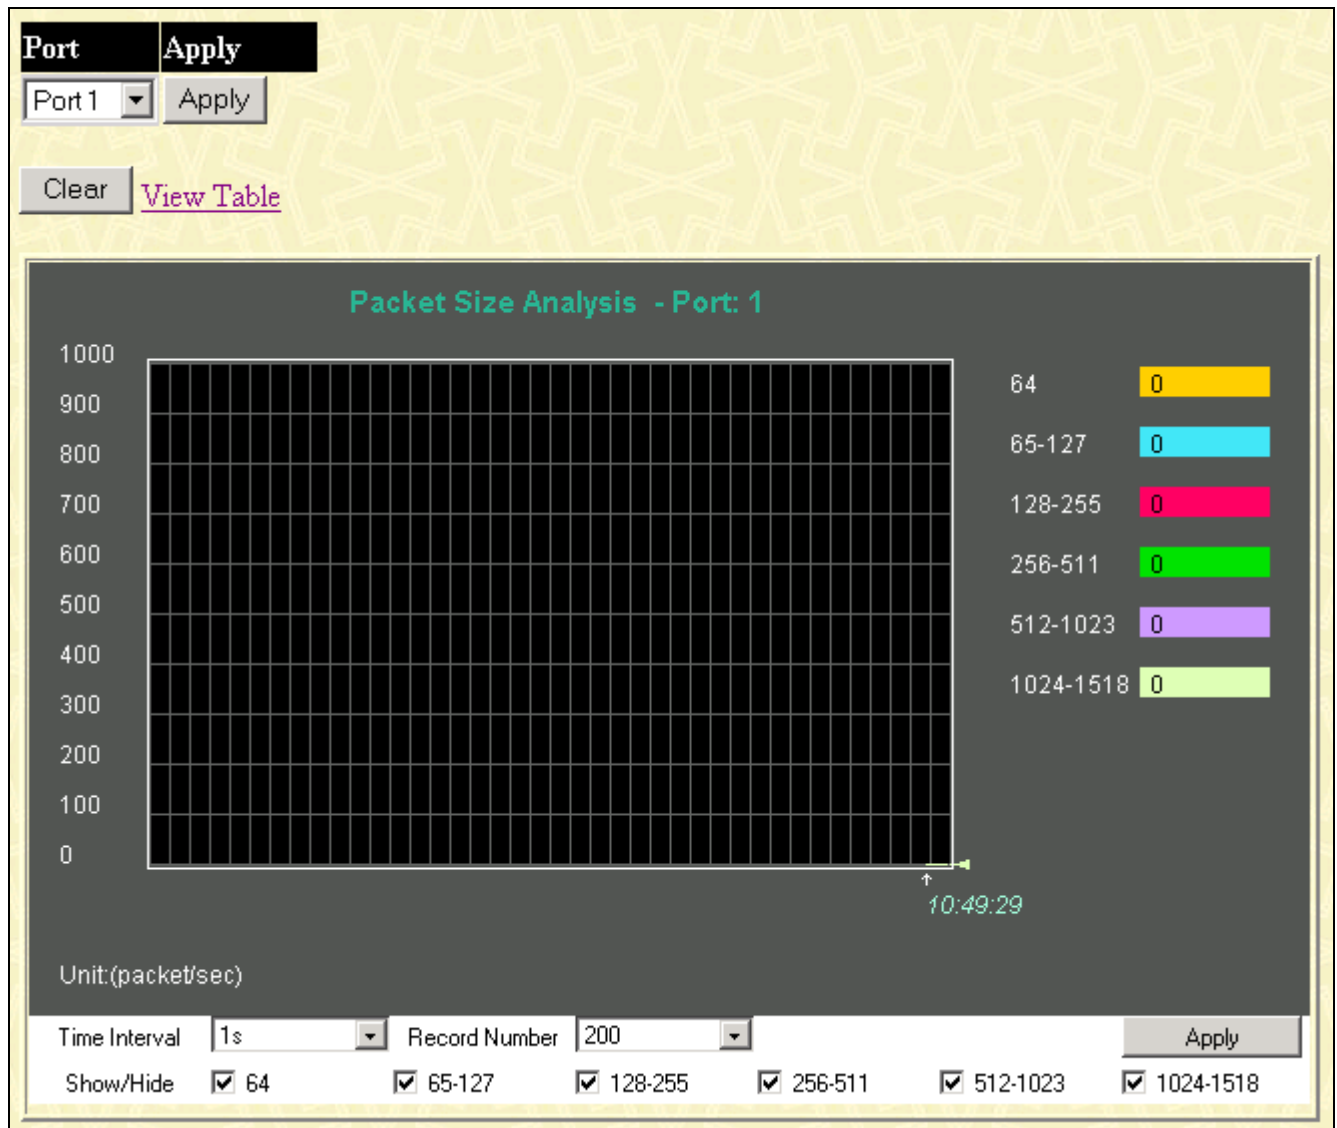 Port Apply
Port 1 Apply
Clear View Table
Packet Size Analysis - Port: 1
1000
900
800
700
600
500
400
300
200
100
0
64 0
65-127 0
128-255 0
256-511 0
512-1023 0
1024-1518 0
10:49:29
Unit:(packet/sec)
Time Interval 1s Record Number 200 Apply
Show/Hide 64 65-127 128-255 256-511 512-1023 1024-1518